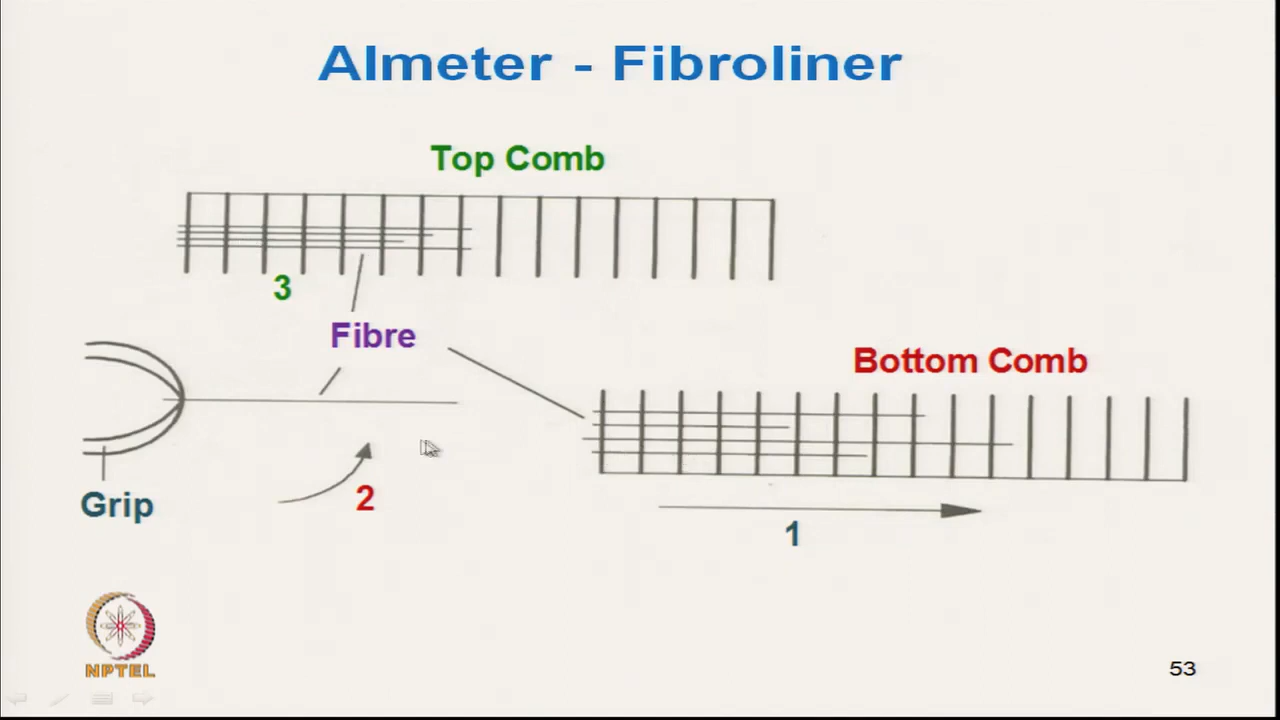 Almeter - Fibroliner
Top Comb
3
Fibre
Bottom Comb
Grip
2
1
NPTEL
53